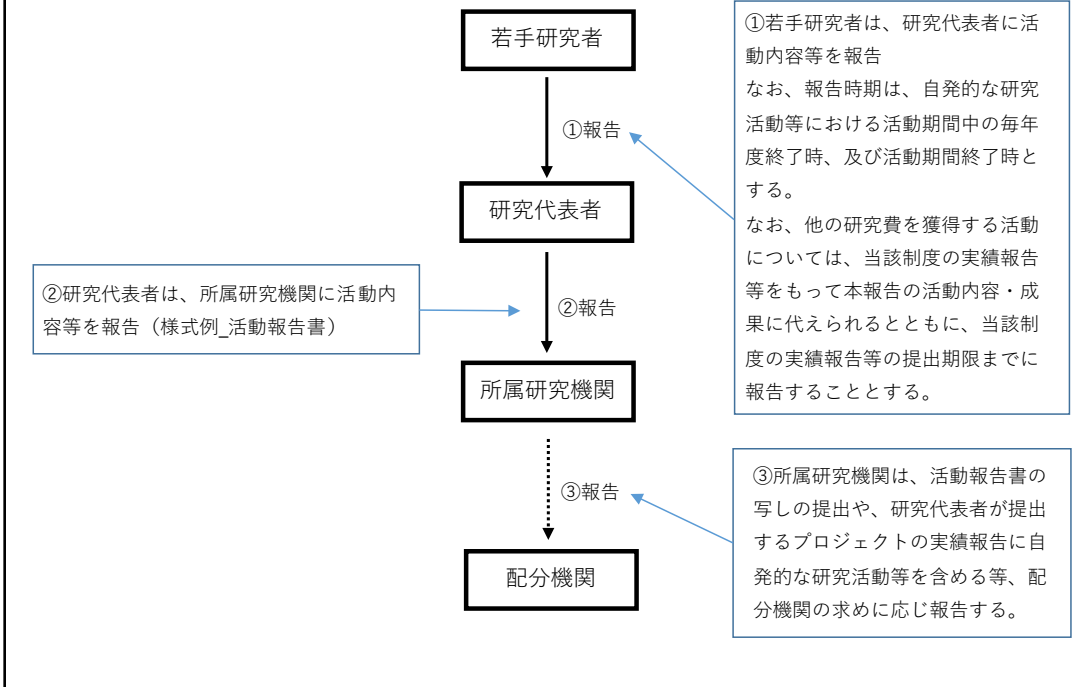 若手研究者
①報告
①若手研究者は、研究代表者に活
動内容等を報告
なお、報告時期は、自発的な研究
活動等における活動期間中の毎年
度終了時、及び活動期間終了時と
する。
なお、他の研究費を獲得する活動
については、当該制度の実績報告
等をもって本報告の活動内容・成
果に代えられるとともに、当該制
度の実績報告等の提出期限までに
報告することとする。
研究代表者
②研究代表者は、所属研究機関に活動内
容等を報告（様式例_活動報告書）
②報告
所属研究機関
③報告
③所属研究機関は、活動報告書の
写しの提出や、研究代表者が提出
するプロジェクトの実績報告に自
発的な研究活動等を含める等、配
分機関の求めに応じ報告する。
配分機関